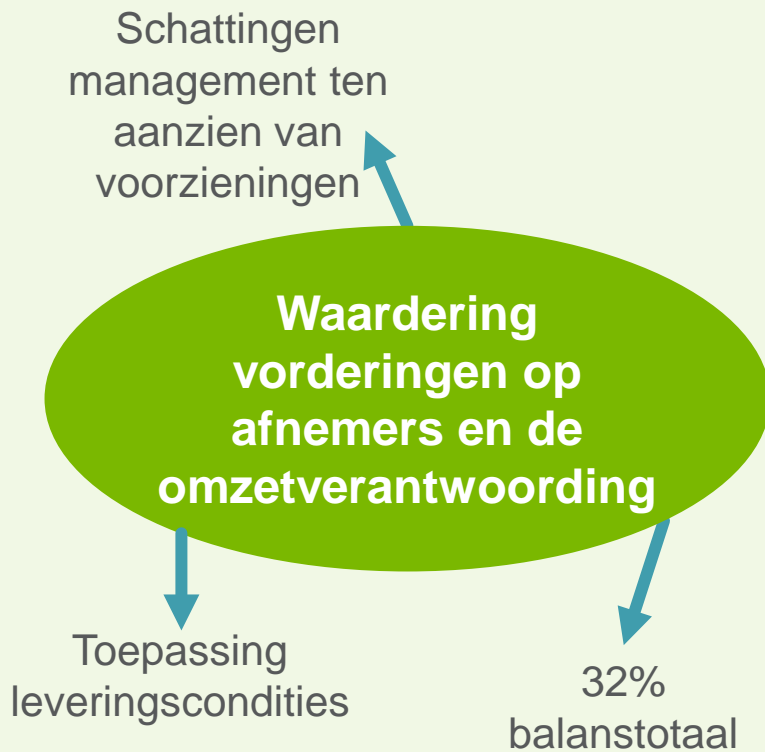 Schattingen
management ten
aanzien van
voorzieningen
Waardering
vorderingen op
afnemers en de
omzetverantwoording
Toepassing
leveringscondities
32%
balanstotaal